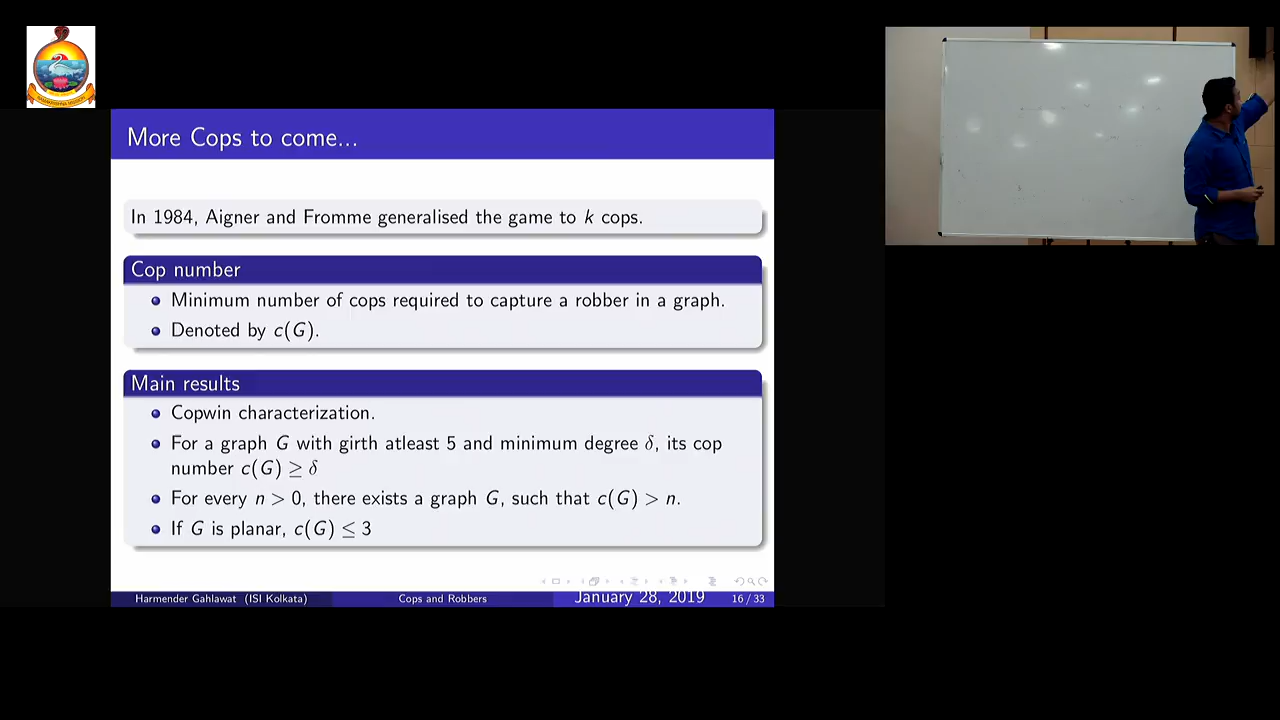 More Cops to come...
In 1984, Aigner and Fromme generalised the game to k cops.
Cop number
Minimum number of cops required to capture a robber in a graph.
Denoted by c(G).
Main results
Copwin characterization.
For a graph G with girth atleast 5 and minimum degree δ, its cop
number c(G) ≥ δ
For every n > 0, there exists a graph G, such that c(G) > n.
If G is planar, c(G) ≤ 3
Harmender Gahlawat (ISI Kolkata) Cops and Robbers January 28, 2019 16 / 33